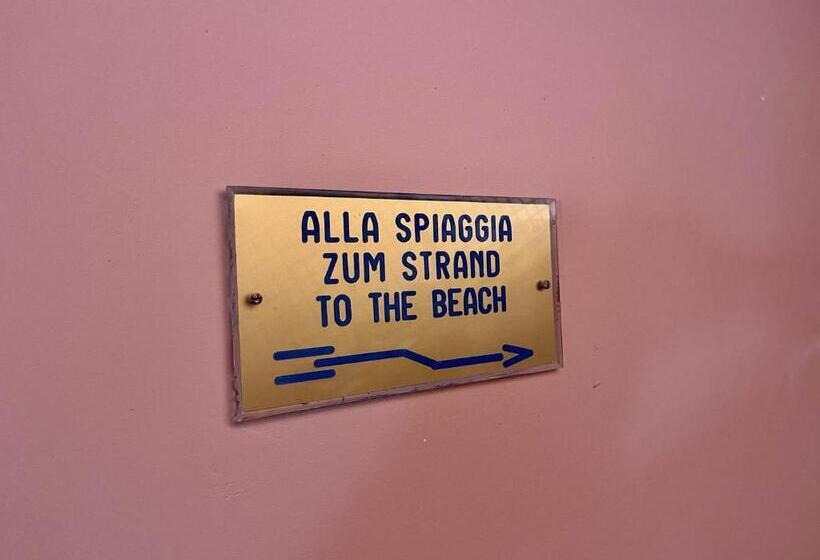 ALLA SPIAGGIA
ZUM STRAND
TO THE BEACH